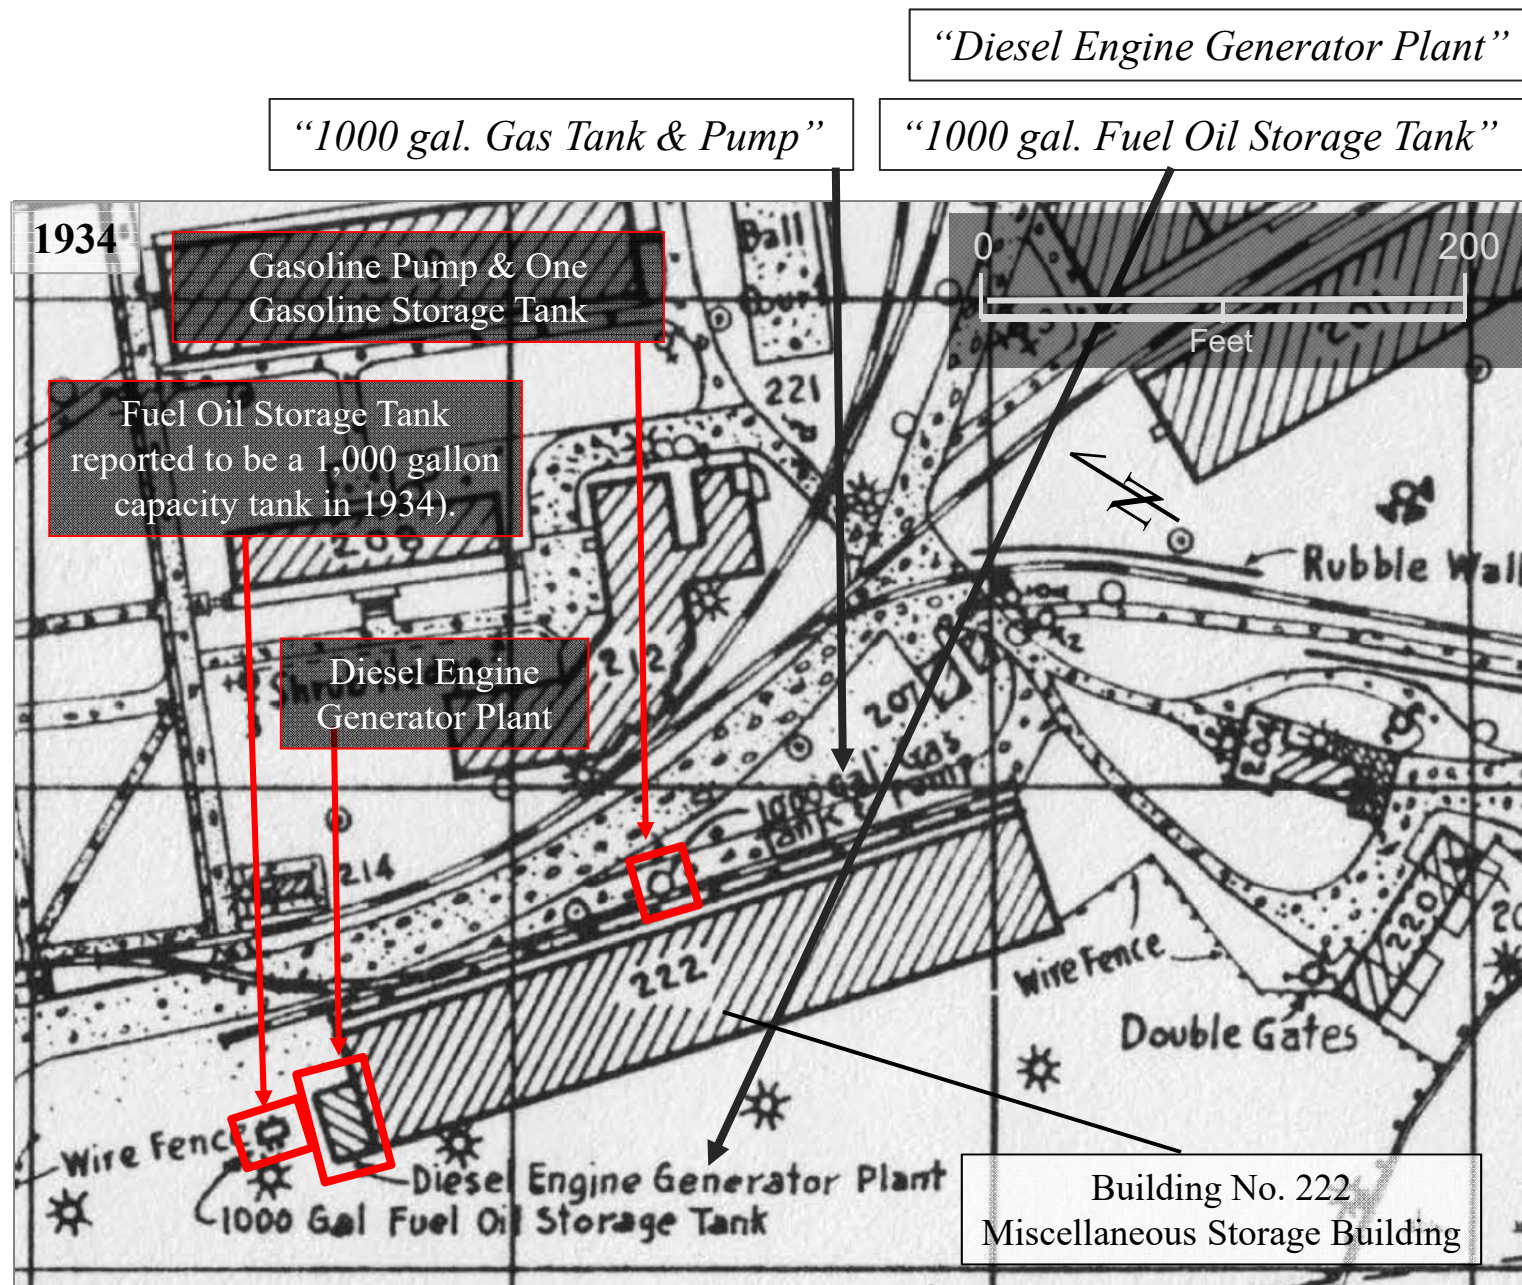 “Diesel Engine Generator Plant”
“1000 gal. Gas Tank & Pump”
“1000 gal. Fuel Oil Storage Tank”
1934
Gasoline Pump & One
Gasoline Storage Tank
Ball
Cour
0
200
Feet
221
Fuel Oil Storage Tank
reported to be a 1,000 gallon
capacity tank in 1934).
208
N
Rubble Wall
212
Diesel Engine
Generator Plant
207
1000 Gal. Gas
Tank & Pump
214
222
220
20
Wire Fence
Double Gates
Wire Fence
Diesel Engine Generator Plant
1000 Gal Fuel Oil Storage Tank
Building No. 222
Miscellaneous Storage Building